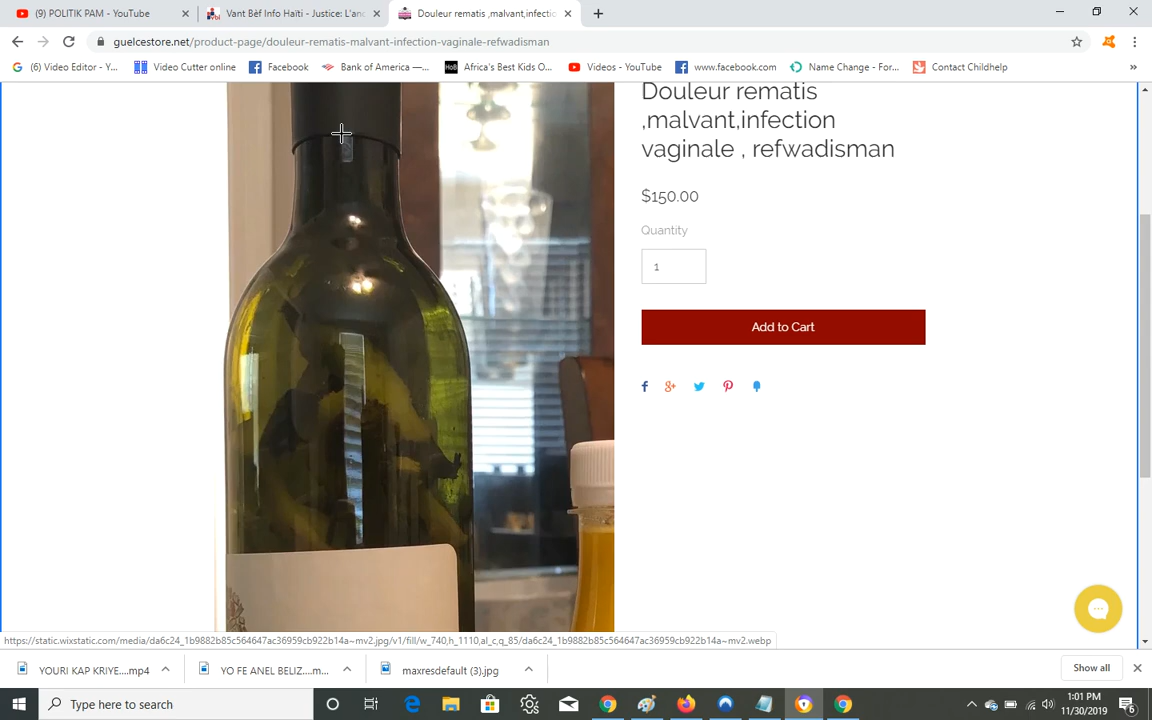 (9) POLITIK PAM - YouTube
Vant Bèf Info Haïti - Justice: L'anc
Douleur rematis ,malvant,infectio
guelcestore.net/product-page/douleur-rematis-malvant-infection-vaginale-refwadisman
(6) Video Editor - Y...
Video Cutter online
Facebook
Bank of America —...
HoB
Africa's Best Kids O...
Videos - YouTube
www.facebook.com
Name Change - For...
Contact Childhelp
»
Douleur rematis
,malvant,infection
vaginale , refwadisman
$150.00
Quantity
1
Add to Cart
https://static.wixstatic.com/media/da6c24_1b9882b85c564647ac36959cb922b14a~mv2.jpg/v1/fill/w_740,h_1110,al_c,q_85/da6c24_1b9882b85c564647ac36959cb922b14a~mv2.webp
YOURI KAP KRIYE....mp4
YO FE ANEL BELIZ....m...
maxresdefault (3).jpg
Show all
Type here to search
1:01 PM
11/30/2019
6